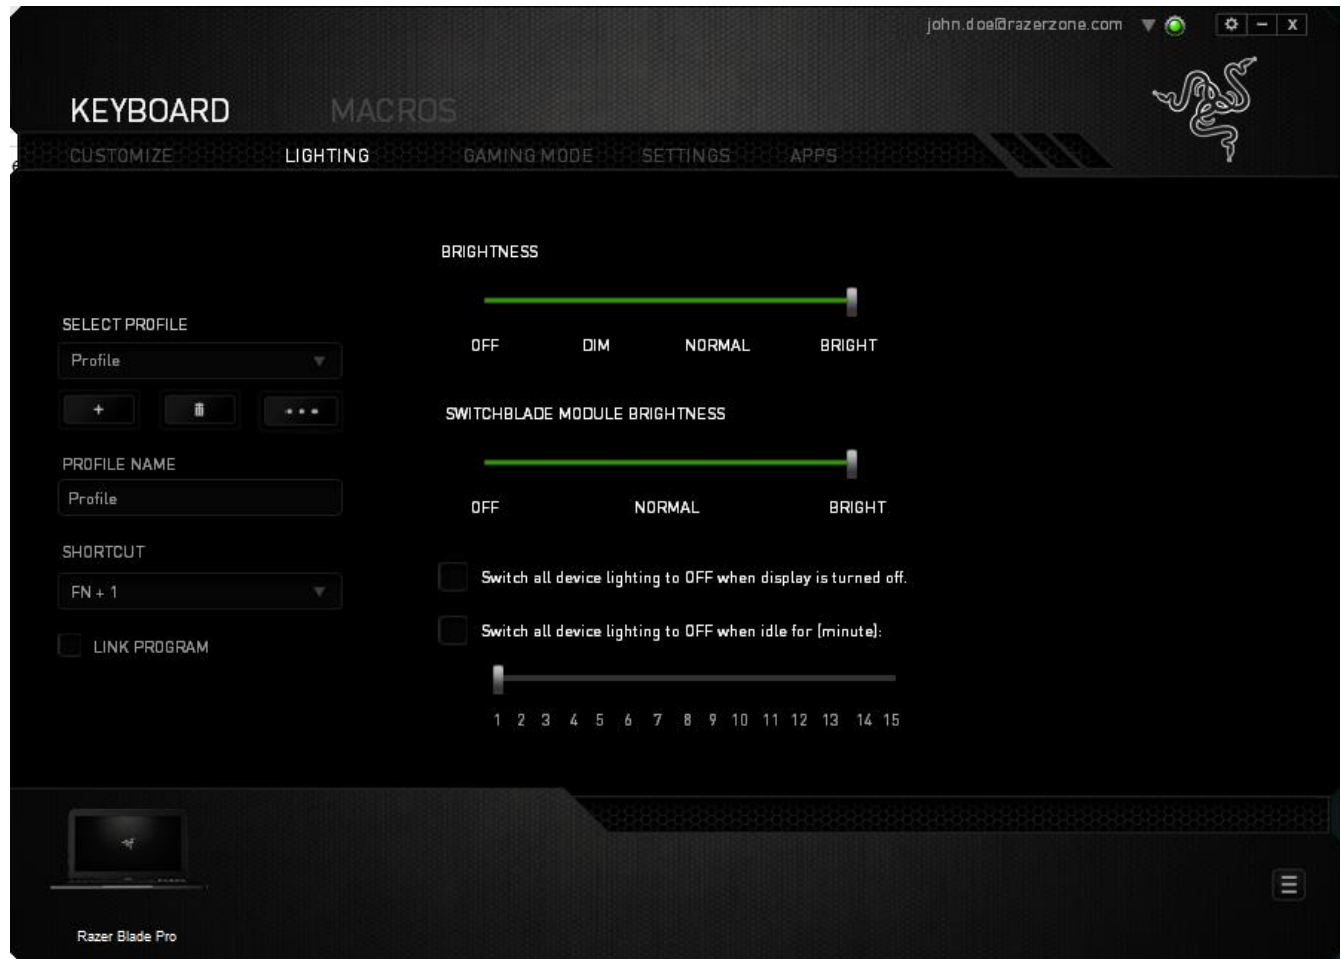 john.doe@razerzone.com
KEYBOARD MACROS
CUSTOMIZE LIGHTING GAMING MODE SETTINGS APPS
SELECT PROFILE
Profile
PROFILE NAME
Profile
SHORTCUT
FN + 1
LINK PROGRAM
BRIGHTNESS
OFF DIM NORMAL BRIGHT
SWITCHBLADE MODULE BRIGHTNESS
OFF NORMAL BRIGHT
Switch all device lighting to OFF when display is turned off.
Switch all device lighting to OFF when idle for (minute):
1 2 3 4 5 6 7 8 9 10 11 12 13 14 15
Razer Blade Pro